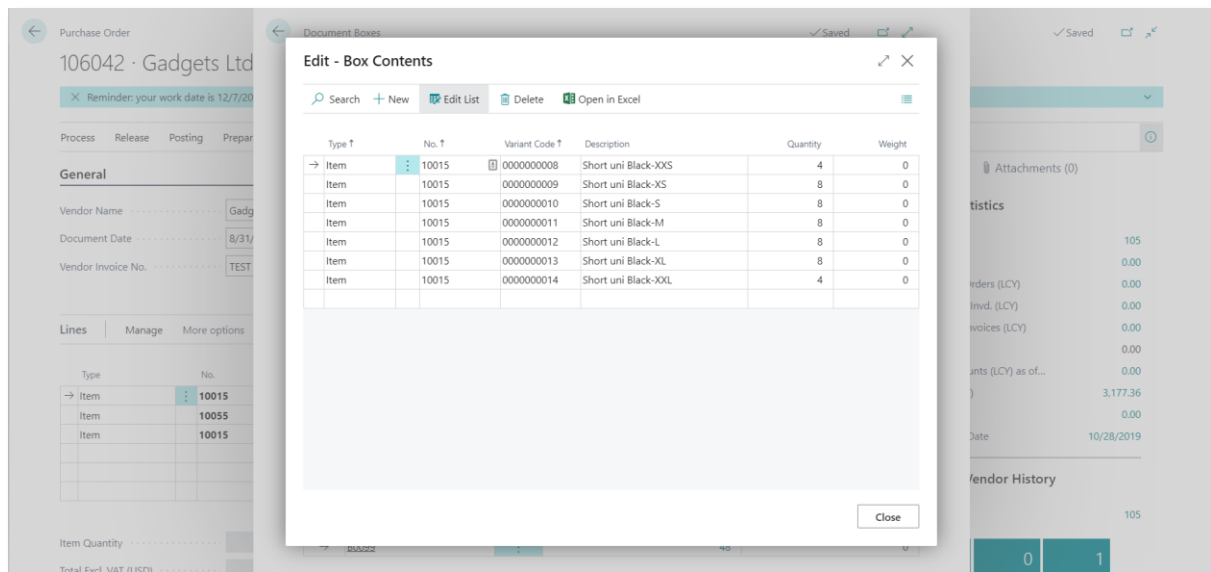 Purchase Order
Document Boxes
Saved
Saved
106042 · Gadgets Ltd
Edit - Box Contents
Reminder: your work date is 12/7/20
Search
New
Edit List
Delete
Open in Excel
Process Release Posting Prepar
Attachments (0)
General
Vendor Name Gadg
Document Date 8/31/
Vendor Invoice No. TEST
Lines Manage More options
Type No.
Item 10015
Item 10055
Item 10015
Item Quantity
Total Excl. VAT (USD)
Type No. Variant Code Description Quantity Weight
Item 10015 0000000008 Short uni Black-XXS 4 0
Item 10015 0000000009 Short uni Black-XS 8 0
Item 10015 0000000010 Short uni Black-S 8 0
Item 10015 0000000011 Short uni Black-M 8 0
Item 10015 0000000012 Short uni Black-L 8 0
Item 10015 0000000013 Short uni Black-XL 8 0
Item 10015 0000000014 Short uni Black-XXL 4 0
Close
B0099 48 0
tistics
105
0.00
rders (LCY) 0.00
Invd. (LCY) 0.00
nvoices (LCY) 0.00
0.00
unts (LCY) as of... 0.00
) 3,177.36
0.00
Date 10/28/2019
Vendor History
105
0 1